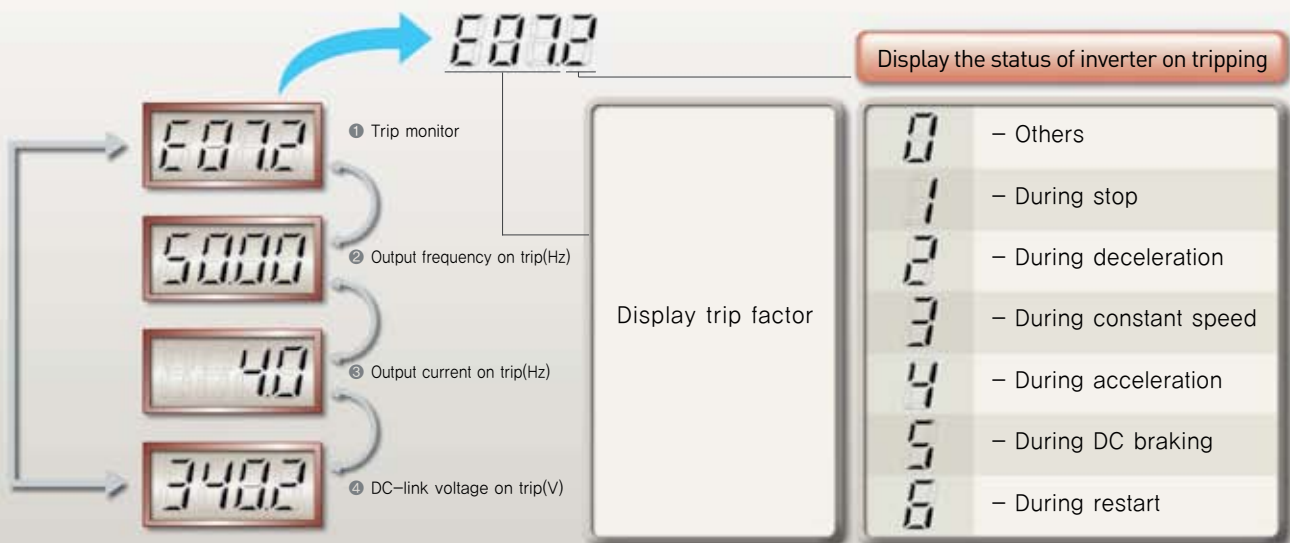 E07.2
Display the status of inverter on tripping
E07.2
❶ Trip monitor
50.00
❷ Output frequency on trip(Hz)
4.0
❸ Output current on trip(Hz)
340.2
❹ DC-link voltage on trip(V)
Display trip factor
0 - Others
1 - During stop
2 - During deceleration
3 - During constant speed
4 - During acceleration
5 - During DC braking
6 - During restart